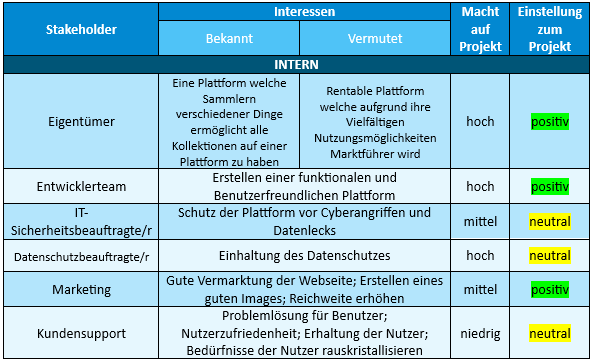 Stakeholder
Interessen
Macht
auf
Projekt
Einstellung
zum
Projekt
Bekannt
Vermutet
INTERN
Eigentümer
Eine Plattform welche
Sammlern
verschiedener Dinge
ermöglicht alle
Kollektionen auf einer
Plattform zu haben
Rentable Plattform
welche aufgrund ihre
Vielfältigen
Nutzungsmöglichkeiten
Marktführer wird
hoch
positiv
Entwicklerteam
Erstellen einer funktionalen und
Benutzerfreundlichen Plattform
hoch
positiv
IT-
Sicherheitsbeauftragte/r
Schutz der Plattform vor Cyberangriffen und
Datenlecks
mittel
neutral
Datenschutzbeauftragte/r
Einhaltung des Datenschutzes
hoch
neutral
Marketing
Gute Vermarktung der Webseite; Erstellen eines
guten Images; Reichweite erhöhen
mittel
positiv
Kundensupport
Problemlösung für Benutzer;
Nutzerzufriedenheit; Erhaltung der Nutzer;
Bedürfnisse der Nutzer rauskristallisieren
niedrig
neutral